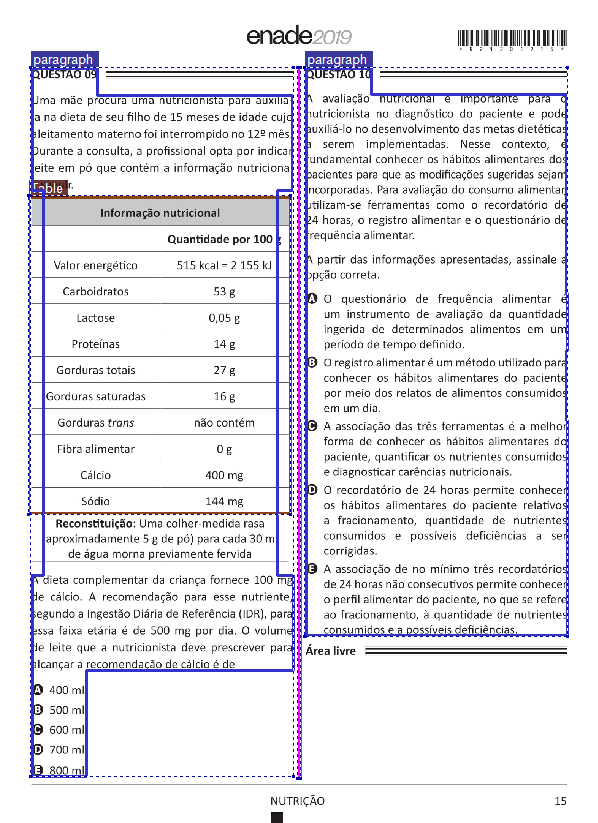 enade2019
paragraph
QUESTÃO 09
Uma mãe procura uma nutricionista para auxiliá-
la na dieta de seu filho de 15 meses de idade cujo
aleitamento materno foi interrompido no 12º mês.
Durante a consulta, a profissional opta por indicar
leite em pó que contém a informação nutricional
Table
Informação nutricional
Quantidade por 100 g
Valor energético 515 kcal = 2 155 kJ
Carboidratos 53 g
Lactose 0,05 g
Proteínas 14 g
Gorduras totais 27 g
Gorduras saturadas 16 g
Gorduras trans não contém
Fibra alimentar 0 g
Cálcio 400 mg
Sódio 144 mg
Reconstituição: Uma colher-medida rasa
aproximadamente 5 g de pó) para cada 30 m
de água morna previamente fervida
A dieta complementar da criança fornece 100 mg
de cálcio. A recomendação para esse nutriente,
segundo a Ingestão Diária de Referência (IDR), para
essa faixa etária é de 500 mg por dia. O volume
de leite que a nutricionista deve prescrever para
alcançar a recomendação de cálcio é de
A 400 ml
B 500 ml
C 600 ml
D 700 ml
E 800 ml
paragraph
QUESTÃO 10
A avaliação nutricional é importante para o
nutricionista no diagnóstico do paciente e pode
auxiliá-lo no desenvolvimento das metas dietéticas
a serem implementadas. Nesse contexto, é
fundamental conhecer os hábitos alimentares dos
pacientes para que as modificações sugeridas sejam
incorporadas. Para avaliação do consumo alimentar,
utilizam-se ferramentas como o recordatório de
24 horas, o registro alimentar e o questionário de
frequência alimentar.
A partir das informações apresentadas, assinale a
opção correta.
A O questionário de frequência alimentar é
um instrumento de avaliação da quantidade
ingerida de determinados alimentos em um
período de tempo definido.
B O registro alimentar é um método utilizado para
conhecer os hábitos alimentares do paciente
por meio dos relatos de alimentos consumidos
em um dia.
C A associação das três ferramentas é a melhor
forma de conhecer os hábitos alimentares do
paciente, quantificar os nutrientes consumidos
e diagnosticar carências nutricionais.
D O recordatório de 24 horas permite conhecer
os hábitos alimentares do paciente relativos
a fracionamento, quantidade de nutrientes
consumidos e possíveis deficiências a ser
corrigidas.
E A associação de no mínimo três recordatórios
de 24 horas não consecutivos permite conhecer
o perfil alimentar do paciente, no que se refere
ao fracionamento, à quantidade de nutrientes
consumidos e a possíveis deficiências.
Área livre
NUTRIÇÃO
15